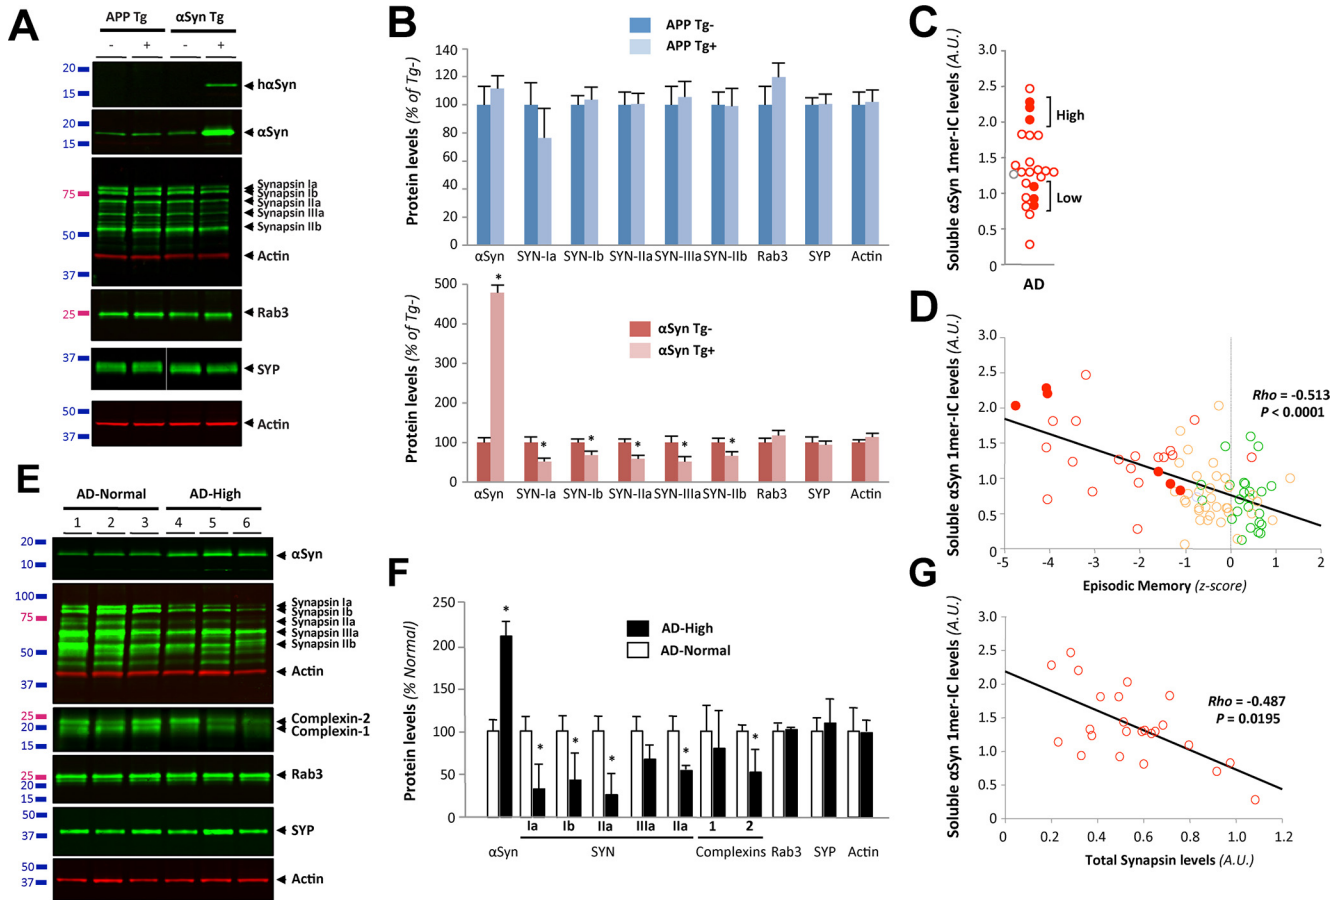 A
APP Tg αSyn Tg
- + - +
20
15
hαSyn
20
15
αSyn
75
50
37
Synapsin Ia
Synapsin Ib
Synapsin IIa
Synapsin IIIa
Synapsin IIb
Actin
25
Rab3
37
SYP
50
37
Actin
B
APP Tg-
APP Tg+
Protein levels (% of Tg-)
140
120
100
80
60
40
20
0
αSyn SYN-Ia SYN-Ib SYN-IIa SYN-IIIa SYN-IIb Rab3 SYP Actin
αSyn Tg-
αSyn Tg+
Protein levels (% of Tg-)
500
400
300
200
100
0
* * * * * *
αSyn SYN-Ia SYN-Ib SYN-IIa SYN-IIIa SYN-IIb Rab3 SYP Actin
C
Soluble αSyn 1mer-IC levels (A.U.)
3.0
2.5
2.0
1.5
1.0
0.5
0
High
Low
AD
D
Soluble αSyn 1mer-IC levels (A.U.)
3.0
2.5
2.0
1.5
1.0
0.5
0
Rho = -0.513
P < 0.0001
-5 -4 -3 -2 -1 0 1 2
Episodic Memory (z-score)
E
AD-Normal AD-High
1 2 3 4 5 6
20
10
αSyn
100
75
50
37
Synapsin Ia
Synapsin Ib
Synapsin IIa
Synapsin IIIa
Synapsin IIb
Actin
25
20
15
Complexin-2
Complexin-1
25
20
15
Rab3
50
37
SYP
50
37
Actin
F
Protein levels (% Normal)
250
200
150
100
50
0
AD-High
AD-Normal
* * * * * *
Ia Ib IIa IIIa IIa 1 2
αSyn SYN Complexins Rab3 SYP Actin
G
Soluble αSyn 1mer-IC levels (A.U.)
3.0
2.5
2.0
1.5
1.0
0.5
0
Rho = -0.487
P = 0.0195
0.2 0.4 0.6 0.8 1.0 1.2
Total Synapsin levels (A.U.)